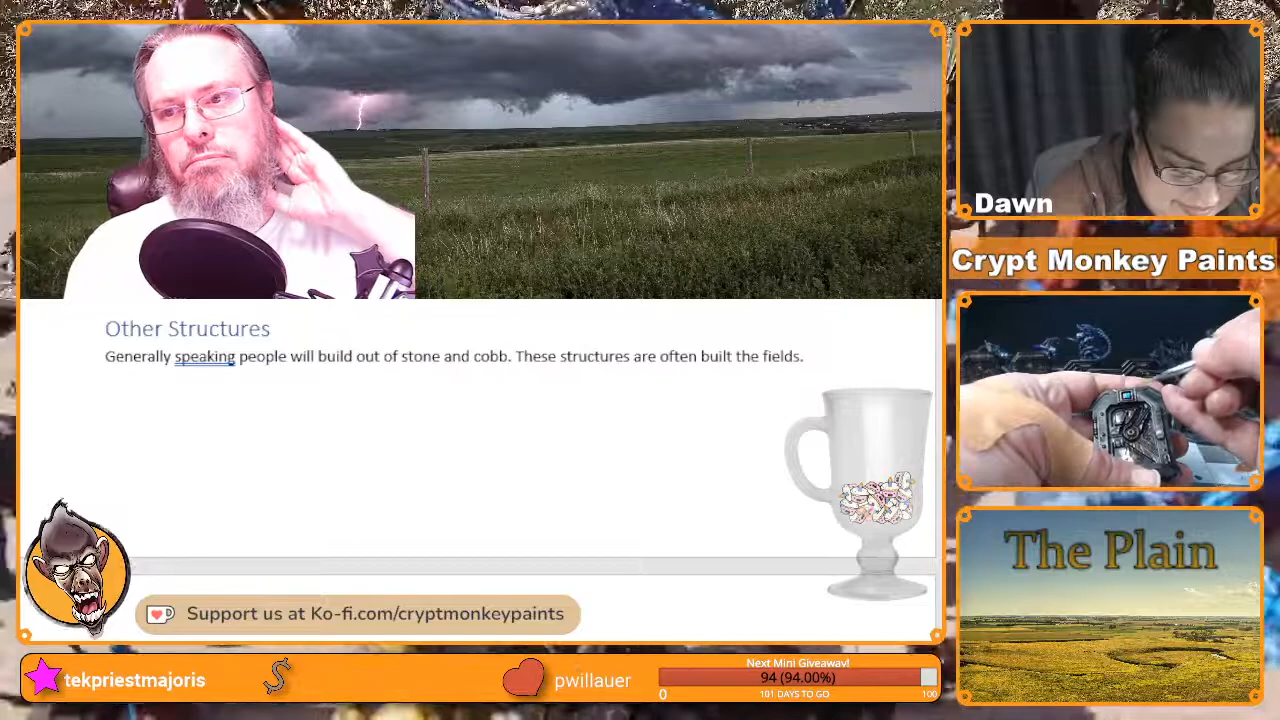 Dawn
Crypt Monkey Paints
Other Structures
Generally speaking people will build out of stone and cobb. These structures are often built the fields.
The Plain
Support us at Ko-fi.com/cryptmonkeypaints
tekpriestmajoris
pwillauer
Next Mini Giveaway!
94 (94.00%)
0
101 DAYS TO GO
100